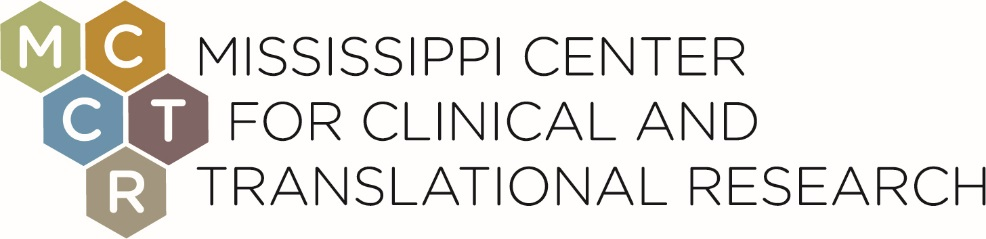 M C
C T
R
MISSISSIPPI CENTER
FOR CLINICAL AND
TRANSLATIONAL RESEARCH